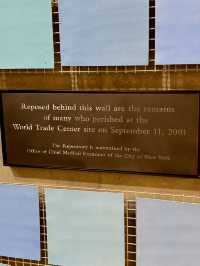 Reposed behind this wall are the remains
of many who perished at the
World Trade Center site on September 11, 2001
The Repository is maintained by the
Office of Chief Medical Examiner of the City of New York